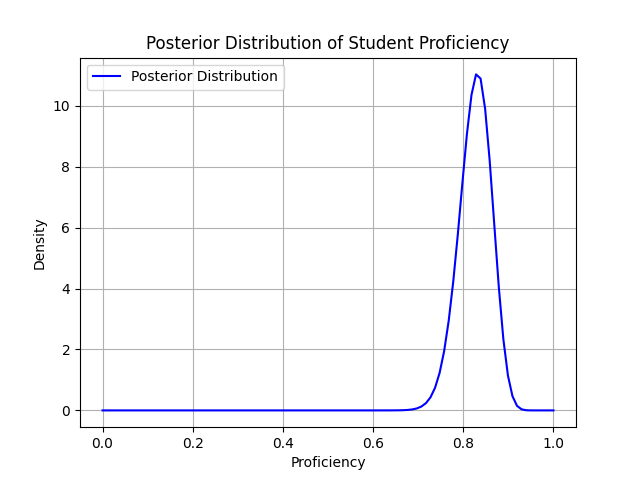 Posterior Distribution of Student Proficiency
Posterior Distribution
10
8
6
4
2
0
Density
0.0 0.2 0.4 0.6 0.8 1.0
Proficiency